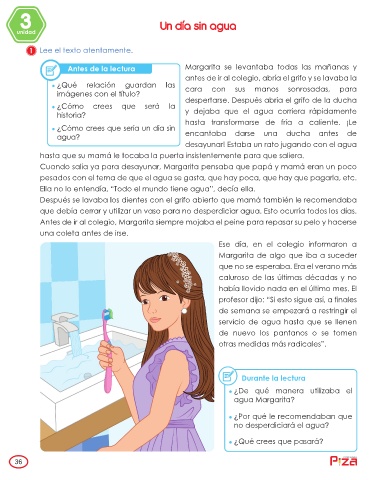 3
unidad
Un día sin agua
1 Lee el texto atentamente.
Antes de la lectura
• ¿Qué relación guardan las
imágenes con el título?
• ¿Cómo crees que será la
historia?
• ¿Cómo crees que sería un día sin
agua?
Margarita se levantaba todas las mañanas y
antes de ir al colegio, abría el grifo y se lavaba la
cara con sus manos sonrosadas, para
despertarse. Después abría el grifo de la ducha
y dejaba que el agua corriera rápidamente
hasta transformarse de fría a caliente. ¡Le
encantaba darse una ducha antes de
desayunar! Estaba un rato jugando con el agua
hasta que su mamá le tocaba la puerta insistentemente para que saliera.
Cuando salía ya para desayunar, Margarita pensaba que papá y mamá eran un poco
pesados con el tema de que el agua se gasta, que hay poca, que hay que pagarla, etc.
Ella no lo entendía, “Todo el mundo tiene agua”, decía ella.
Después se lavaba los dientes con el grifo abierto que mamá también le recomendaba
que debía cerrar y utilizar un vaso para no desperdiciar agua. Esto ocurría todos los días.
Antes de ir al colegio, Margarita siempre mojaba el peine para repasar su pelo y hacerse
una coleta antes de irse.
Ese día, en el colegio informaron a
Margarita de algo que iba a suceder
que no se esperaba. Era el verano más
caluroso de las últimas décadas y no
había llovido nada en el último mes. El
profesor dijo: “Si esto sigue así, a finales
de semana se empezará a restringir el
servicio de agua hasta que se llenen
de nuevo los pantanos o se tomen
otras medidas más radicales”.
Durante la lectura
• ¿De qué manera utilizaba el
agua Margarita?
• ¿Por qué le recomendaban que
no desperdiciará el agua?
• ¿Qué crees que pasará?
36
Piza